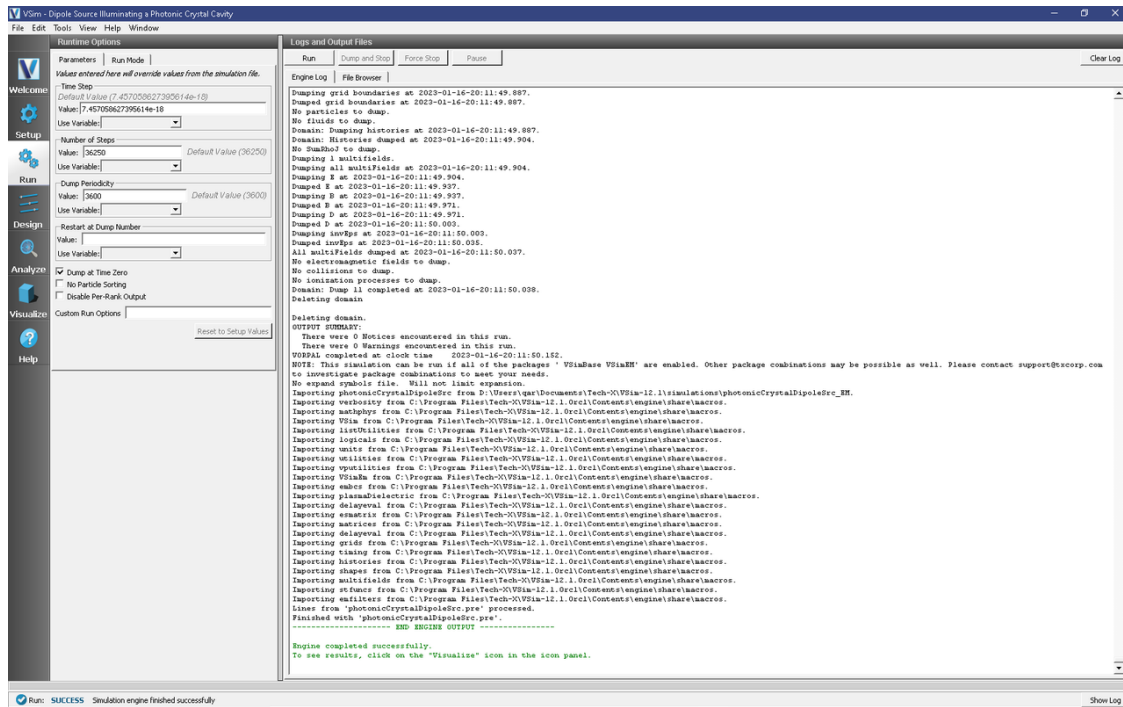 VSim - Dipole Source Illuminating a Photonic Crystal Cavity
File Edit Tools View Help Window
Welcome
Setup
Run
Design
Analyze
Visualize
Help
Runtime Options
Parameters Run Mode
Values entered here will override values from the simulation file.
Time Step
Default Value (7.457058627395614e-18)
Value: 7.457058627395614e-18
Use Variable:
Number of Steps
Value: 36250 Default Value (36250)
Use Variable:
Dump Periodicity
Value: 3600 Default Value (3600)
Use Variable:
Restart at Dump Number
Value:
Use Variable:
Dump at Time Zero
No Particle Sorting
Disable Per-Rank Output
Custom Run Options
Reset to Setup Values
Logs and Output Files
Run Dump and Stop Force Stop Pause Clear Log
Engine Log File Browser
Dumping grid boundaries at 2023-01-16-20:11:49.887.
Dumped grid boundaries at 2023-01-16-20:11:49.887.
No particles to dump.
No fluids to dump.
Domain: Dumping histories at 2023-01-16-20:11:49.887.
Domain: Histories dumped at 2023-01-16-20:11:49.904.
No SumRhoJ to dump.
Dumping 1 multifields.
Dumping all multiFields at 2023-01-16-20:11:49.904.
Dumping E at 2023-01-16-20:11:49.904.
Dumped E at 2023-01-16-20:11:49.937.
Dumping B at 2023-01-16-20:11:49.937.
Dumped B at 2023-01-16-20:11:49.971.
Dumping D at 2023-01-16-20:11:49.971.
Dumped D at 2023-01-16-20:11:50.003.
Dumping invEps at 2023-01-16-20:11:50.003.
Dumped invEps at 2023-01-16-20:11:50.035.
All multiFields dumped at 2023-01-16-20:11:50.037.
No electromagnetic fields to dump.
No collisions to dump.
No ionization processes to dump.
Domain: Dump 11 completed at 2023-01-16-20:11:50.038.
Deleting domain
Deleting domain.
OUTPUT SUMMARY:
There were 0 Notices encountered in this run.
There were 0 Warnings encountered in this run.
VORPAL completed at clock time 2023-01-16-20:11:50.152.
NOTE: This simulation can be run if all of the packages ' VSimBase VSimEM' are enabled. Other package combinations may be possible as well. Please contact support@txcorp.com
to investigate package combinations to meet your needs.
No expand symbols file. Will not limit expansion.
Importing photonicCrystalDipoleSrc from D:\Users\qar\Documents\Tech-X\VSim-12.1\simulations\photonicCrystalDipoleSrc_EM.
Importing verbosity from C:\Program Files\Tech-X\VSim-12.1.0rc1\Contents\engine\share\macros.
Importing mathphys from C:\Program Files\Tech-X\VSim-12.1.0rc1\Contents\engine\share\macros.
Importing VSim from C:\Program Files\Tech-X\VSim-12.1.0rc1\Contents\engine\share\macros.
Importing listUtilities from C:\Program Files\Tech-X\VSim-12.1.0rc1\Contents\engine\share\macros.
Importing logicals from C:\Program Files\Tech-X\VSim-12.1.0rc1\Contents\engine\share\macros.
Importing units from C:\Program Files\Tech-X\VSim-12.1.0rc1\Contents\engine\share\macros.
Importing utilities from C:\Program Files\Tech-X\VSim-12.1.0rc1\Contents\engine\share\macros.
Importing vputilities from C:\Program Files\Tech-X\VSim-12.1.0rc1\Contents\engine\share\macros.
Importing VSimEm from C:\Program Files\Tech-X\VSim-12.1.0rc1\Contents\engine\share\macros.
Importing embcs from C:\Program Files\Tech-X\VSim-12.1.0rc1\Contents\engine\share\macros.
Importing plasmaDielectric from C:\Program Files\Tech-X\VSim-12.1.0rc1\Contents\engine\share\macros.
Importing delayeval from C:\Program Files\Tech-X\VSim-12.1.0rc1\Contents\engine\share\macros.
Importing esmatrix from C:\Program Files\Tech-X\VSim-12.1.0rc1\Contents\engine\share\macros.
Importing matrices from C:\Program Files\Tech-X\VSim-12.1.0rc1\Contents\engine\share\macros.
Importing delayeval from C:\Program Files\Tech-X\VSim-12.1.0rc1\Contents\engine\share\macros.
Importing grids from C:\Program Files\Tech-X\VSim-12.1.0rc1\Contents\engine\share\macros.
Importing timing from C:\Program Files\Tech-X\VSim-12.1.0rc1\Contents\engine\share\macros.
Importing histories from C:\Program Files\Tech-X\VSim-12.1.0rc1\Contents\engine\share\macros.
Importing shapes from C:\Program Files\Tech-X\VSim-12.1.0rc1\Contents\engine\share\macros.
Importing multifields from C:\Program Files\Tech-X\VSim-12.1.0rc1\Contents\engine\share\macros.
Importing stfuncs from C:\Program Files\Tech-X\VSim-12.1.0rc1\Contents\engine\share\macros.
Importing emfilters from C:\Program Files\Tech-X\VSim-12.1.0rc1\Contents\engine\share\macros.
Lines from 'photonicCrystalDipoleSrc.pre' processed.
Finished with 'photonicCrystalDipoleSrc.pre'.
-------------------- END ENGINE OUTPUT ----------------
Engine completed successfully.
To see results, click on the "Visualize" icon in the icon panel.
Run: SUCCESS Simulation engine finished successfully Show Log